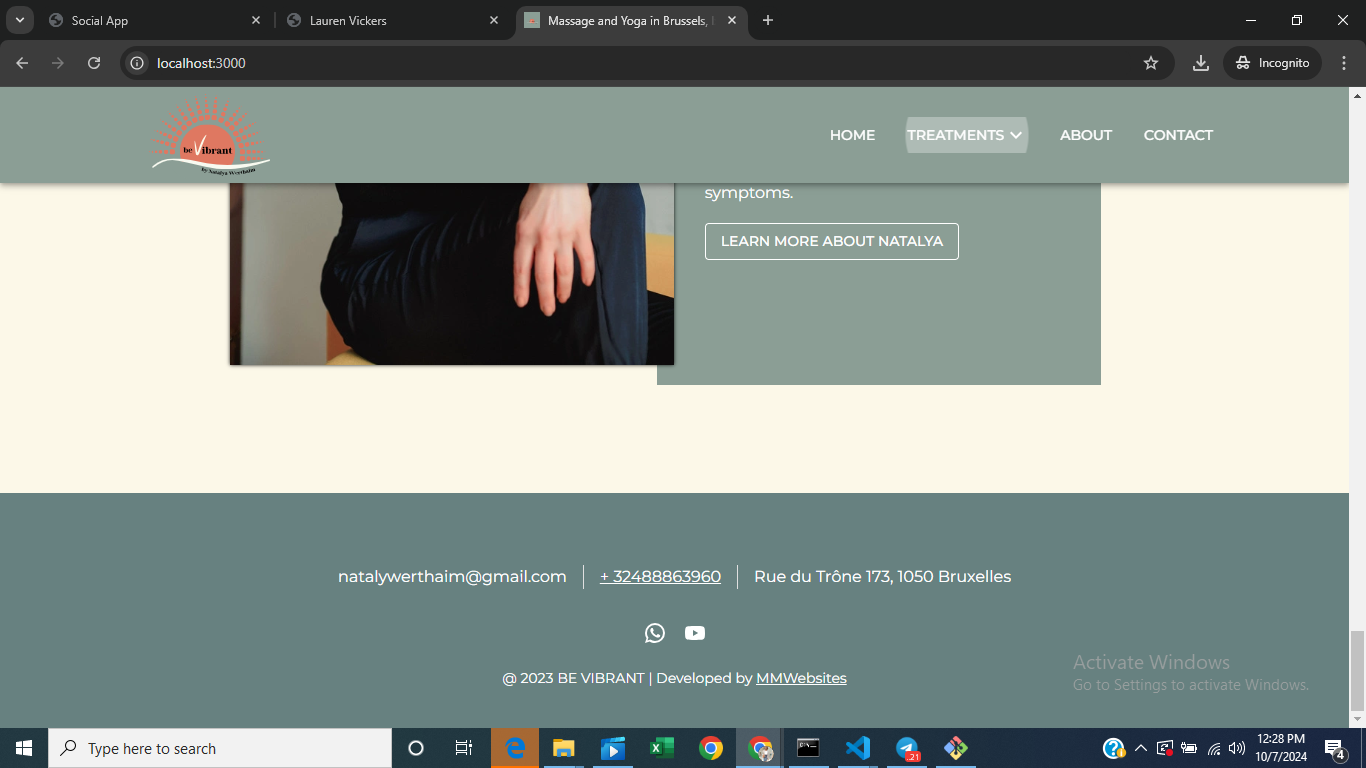 Social App
Lauren Vickers
Massage and Yoga in Brussels,
localhost:3000
Incognito
be Vibrant
by Natalya Werthaim
HOME
TREATMENTS
ABOUT
CONTACT
symptoms.
LEARN MORE ABOUT NATALYA
natalywerthaim@gmail.com
+ 32488863960
Rue du Trône 173, 1050 Bruxelles
@ 2023 BE VIBRANT | Developed by MMWebsites
Activate Windows
Go to Settings to activate Windows.
Type here to search
21
12:28 PM
10/7/2024
4